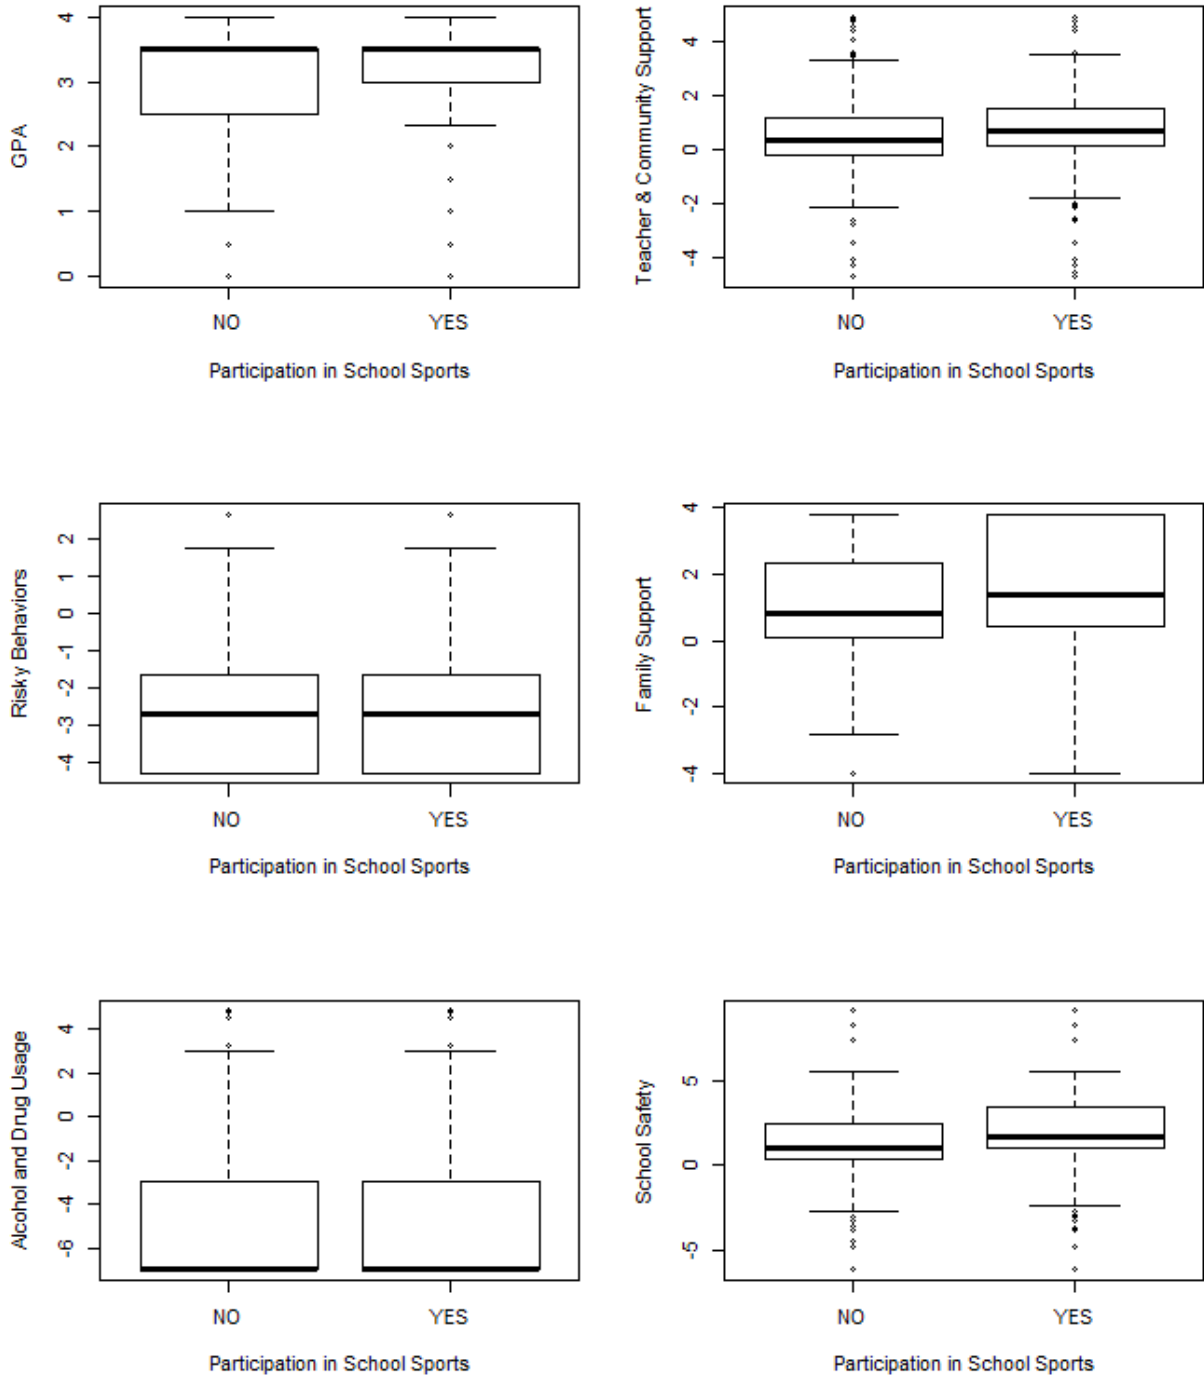 GPA
4
3
2
1
0
NO YES
Participation in School Sports
Teacher & Community Support
4
2
0
-2
-4
NO YES
Participation in School Sports
Risky Behaviors
2
1
0
-1
-2
-3
-4
NO YES
Participation in School Sports
Family Support
4
2
0
-2
-4
NO YES
Participation in School Sports
Alcohol and Drug Usage
4
2
0
-2
-4
-6
NO YES
Participation in School Sports
School Safety
5
0
-5
NO YES
Participation in School Sports